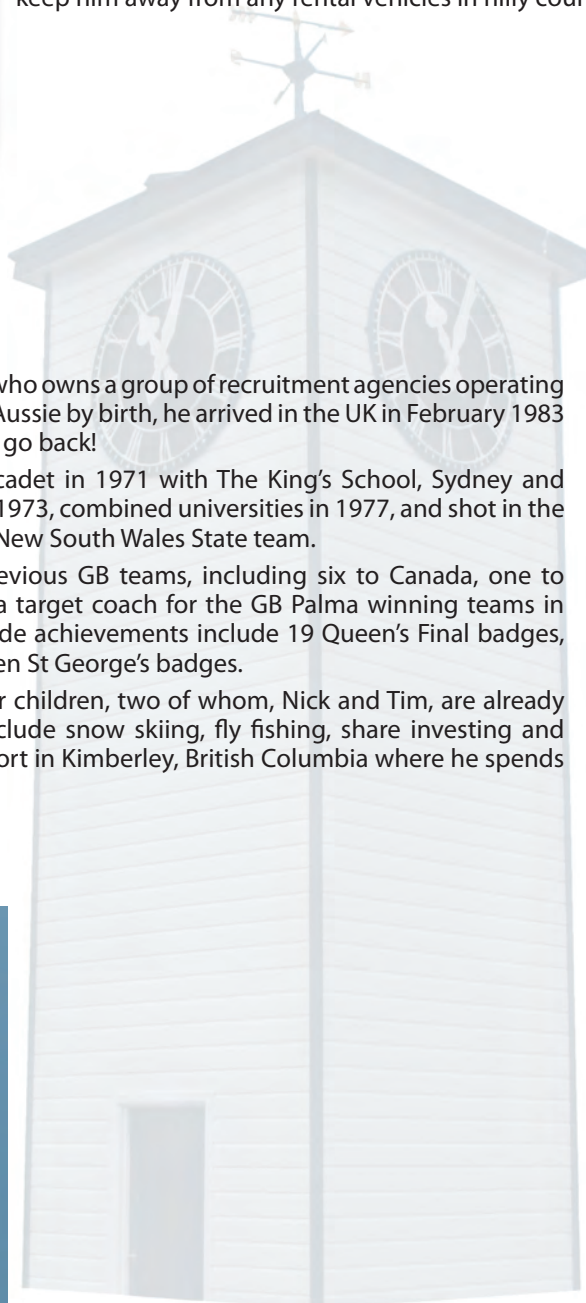 keep him away from any rental vehicles in hilly
who owns a group of recruitment agencies operating
Aussie by birth, he arrived in the UK in February 1983
go back!
cadet in 1971 with The King's School, Sydney and
1973, combined universities in 1977, and shot in the
New South Wales State team.
evious GB teams, including six to Canada, one to
a target coach for the GB Palma winning teams in
de achievements include 19 Queen's Final badges,
en St George's badges.
r children, two of whom, Nick and Tim, are already
clude snow skiing, fly fishing, share investing and
ort in Kimberley, British Columbia where he spends